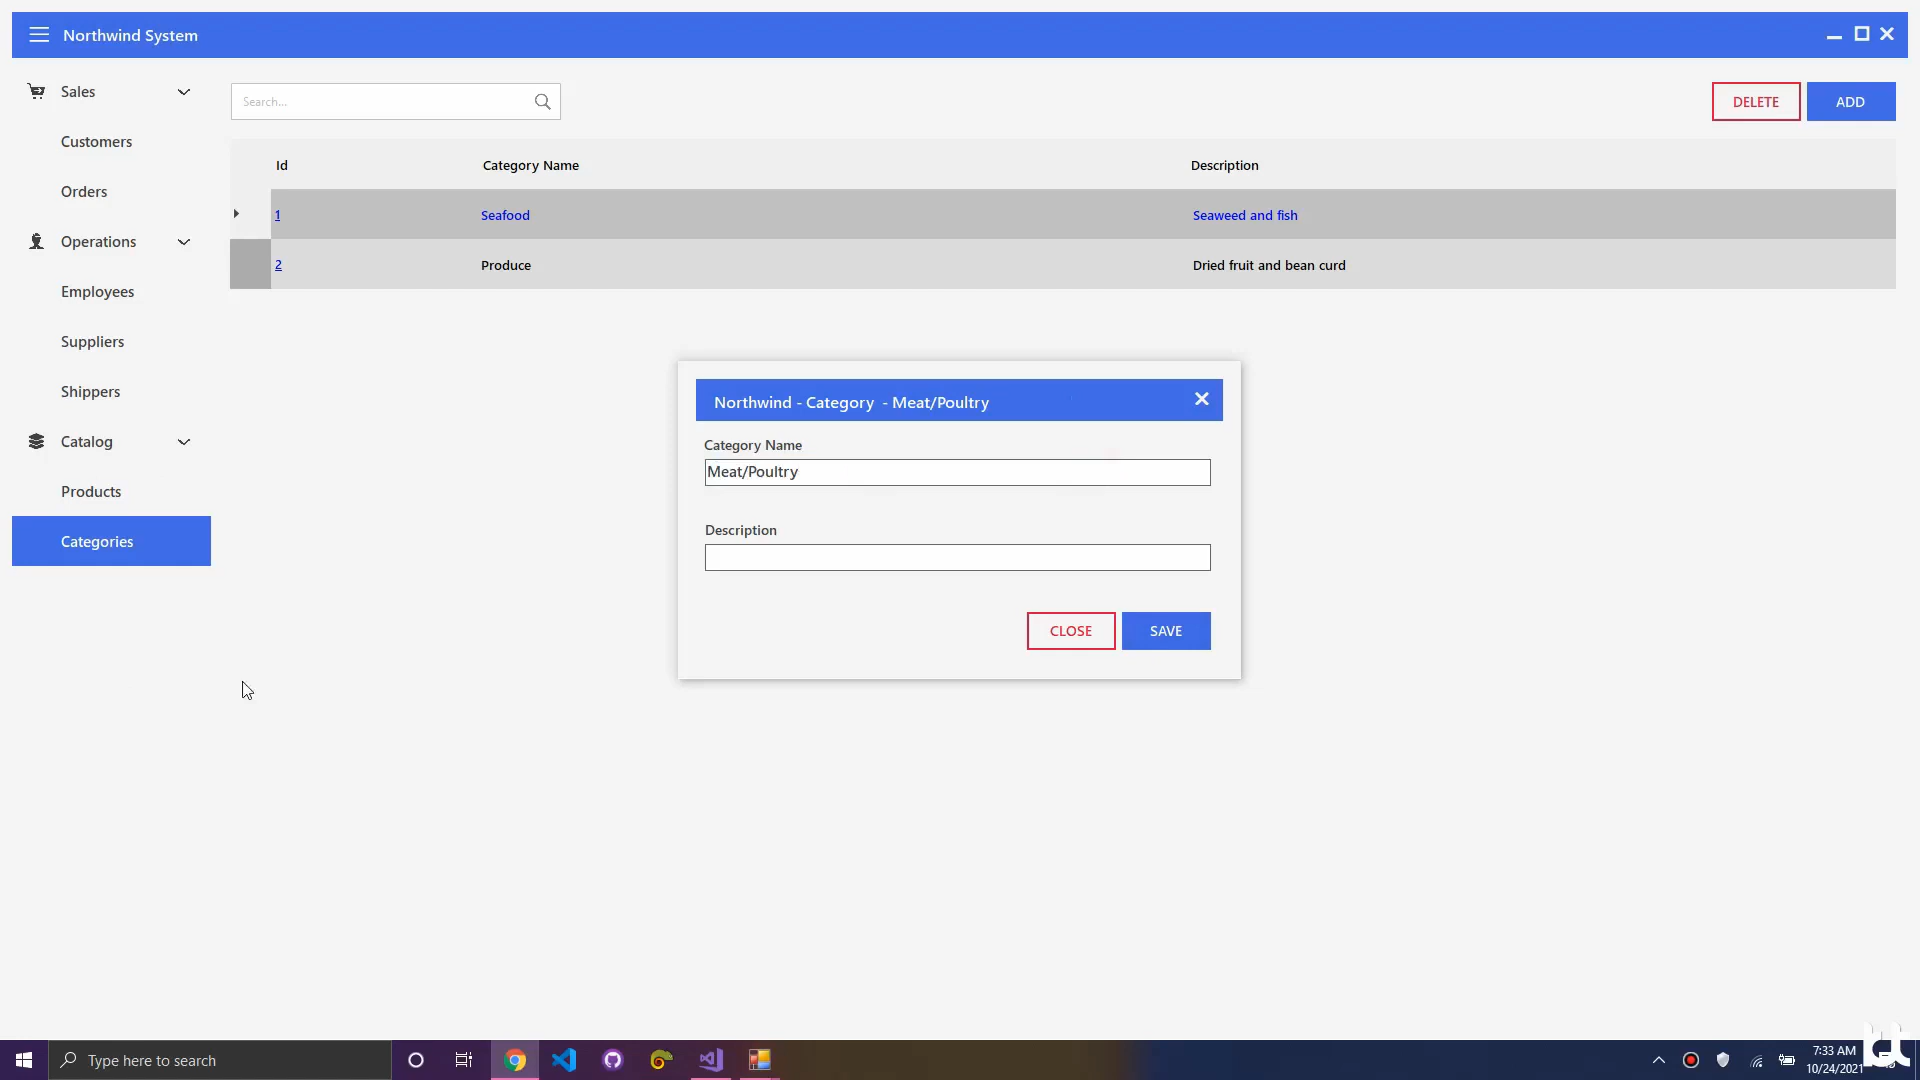 Northwind System
Sales
Customers
Orders
Operations
Employees
Suppliers
Shippers
Catalog
Products
Categories
Search...
DELETE
ADD
Id Category Name Description
1 Seafood Seaweed and fish
2 Produce Dried fruit and bean curd
Northwind - Category  - Meat/Poultry
Category Name
Meat/Poultry
Description
CLOSE
SAVE
Type here to search
7:33 AM
10/24/2021